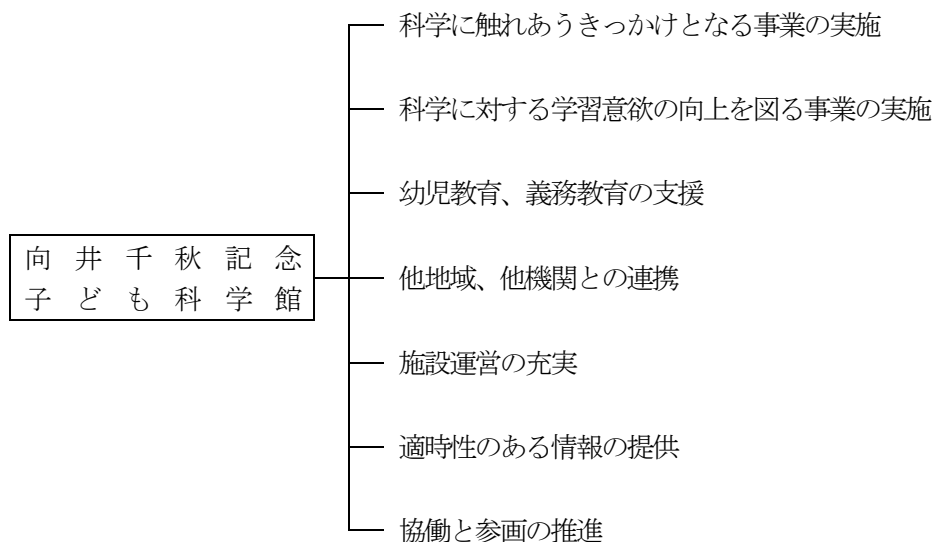 科学に触れあうきっかけとなる事業の実施
科学に対する学習意欲の向上を図る事業の実施
幼児教育、義務教育の支援
向井千秋記念
子ども科学館
他地域、他機関との連携
施設運営の充実
適時性のある情報の提供
協働と参画の推進